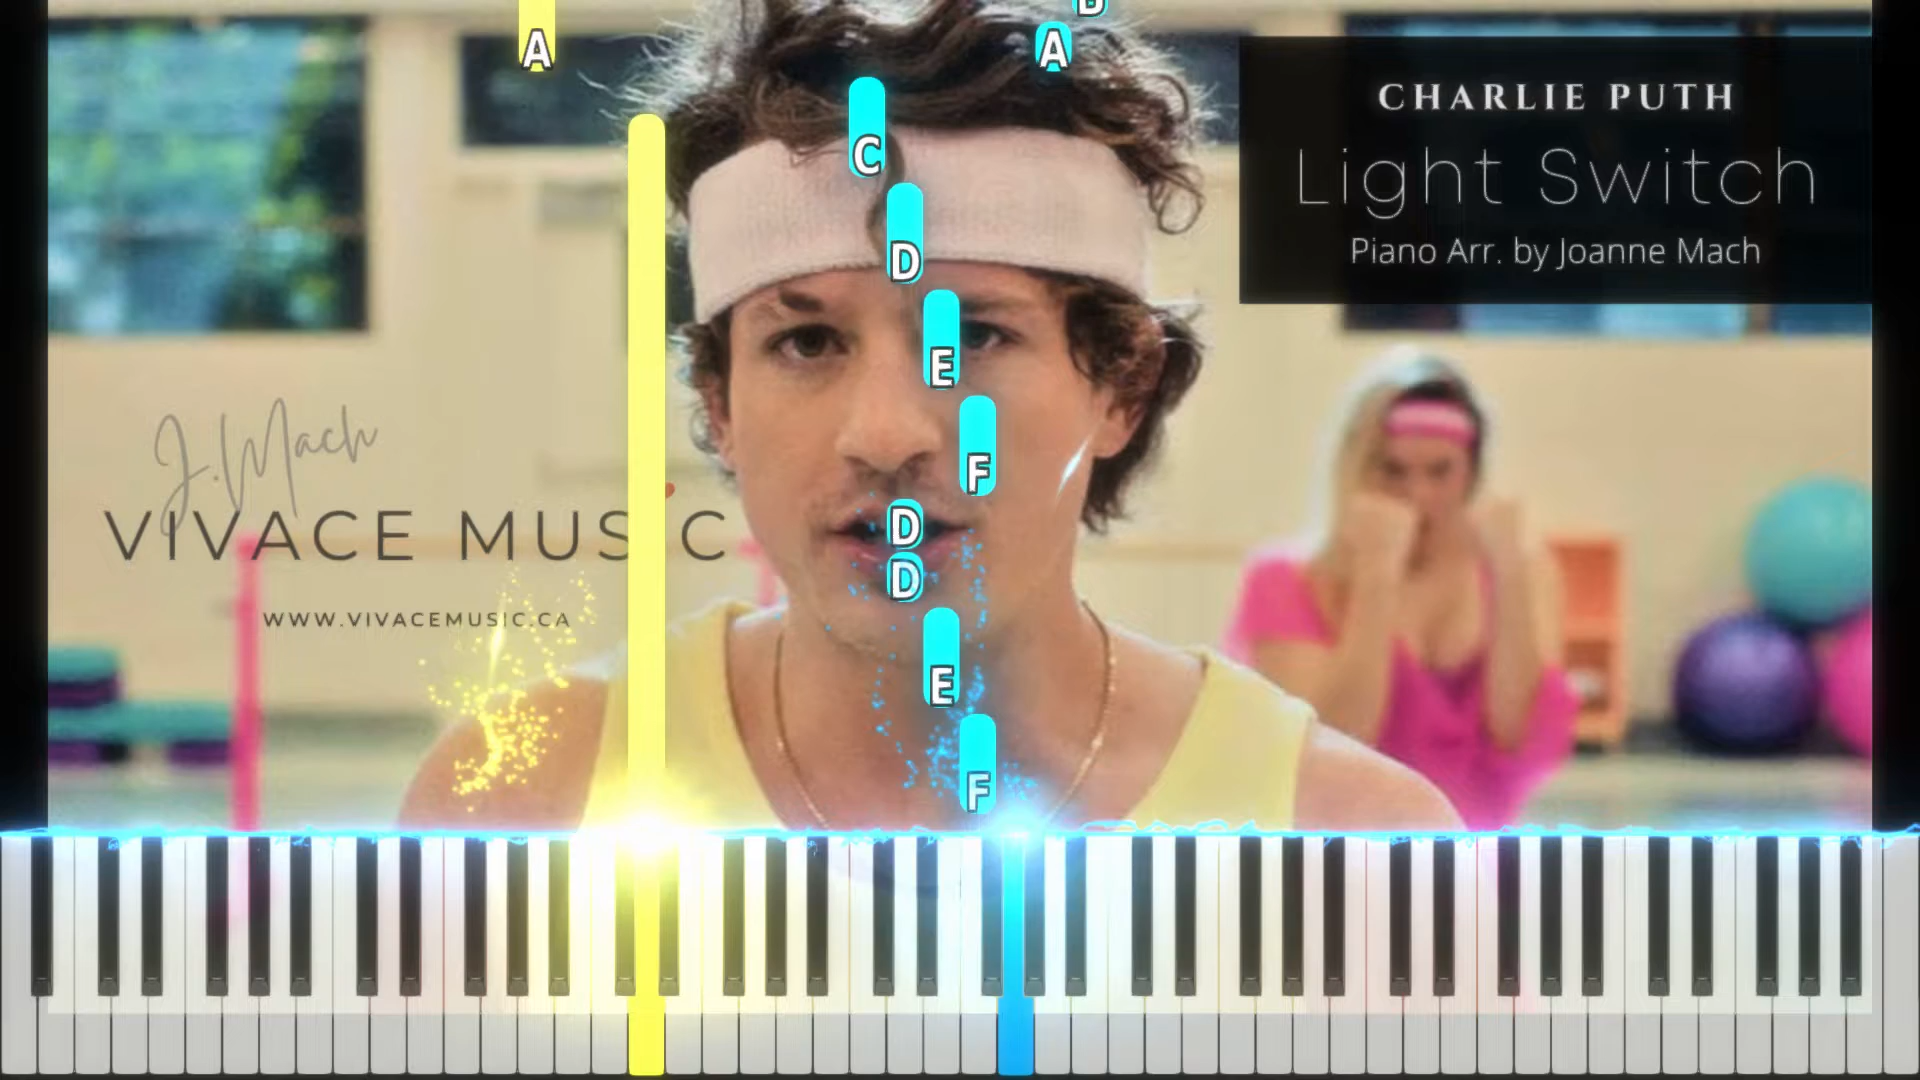 B
A
A
CHARLIE PUTH
C
Light Switch
D
Piano Arr. by Joanne Mach
E
J.Mach
F
D
VIVACE MUSIC
D
WWW.VIVACEMUSIC.CA
E
F